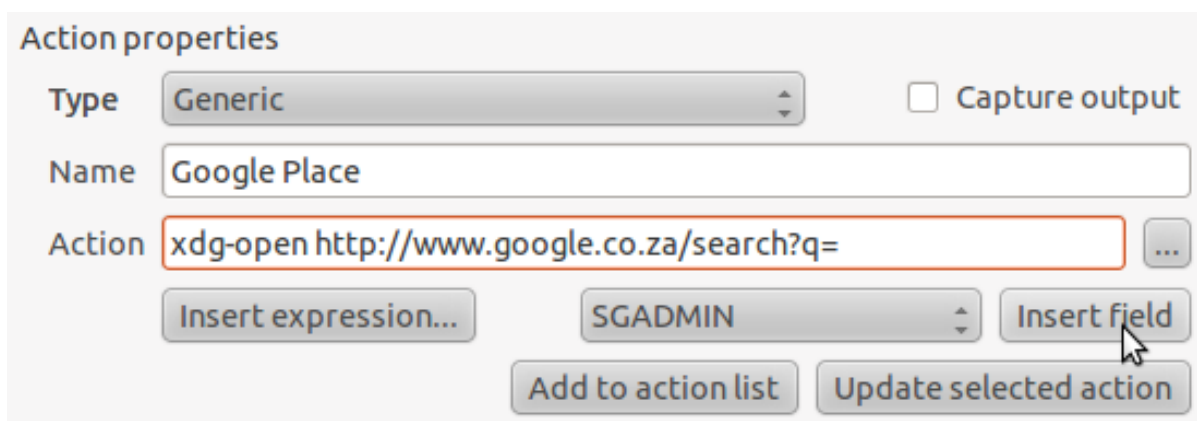 Action properties
Type Generic Capture output
Name Google Place
Action xdg-open http://www.google.co.za/search?q= ...
Insert expression... SGADMIN Insert field
Add to action list Update selected action